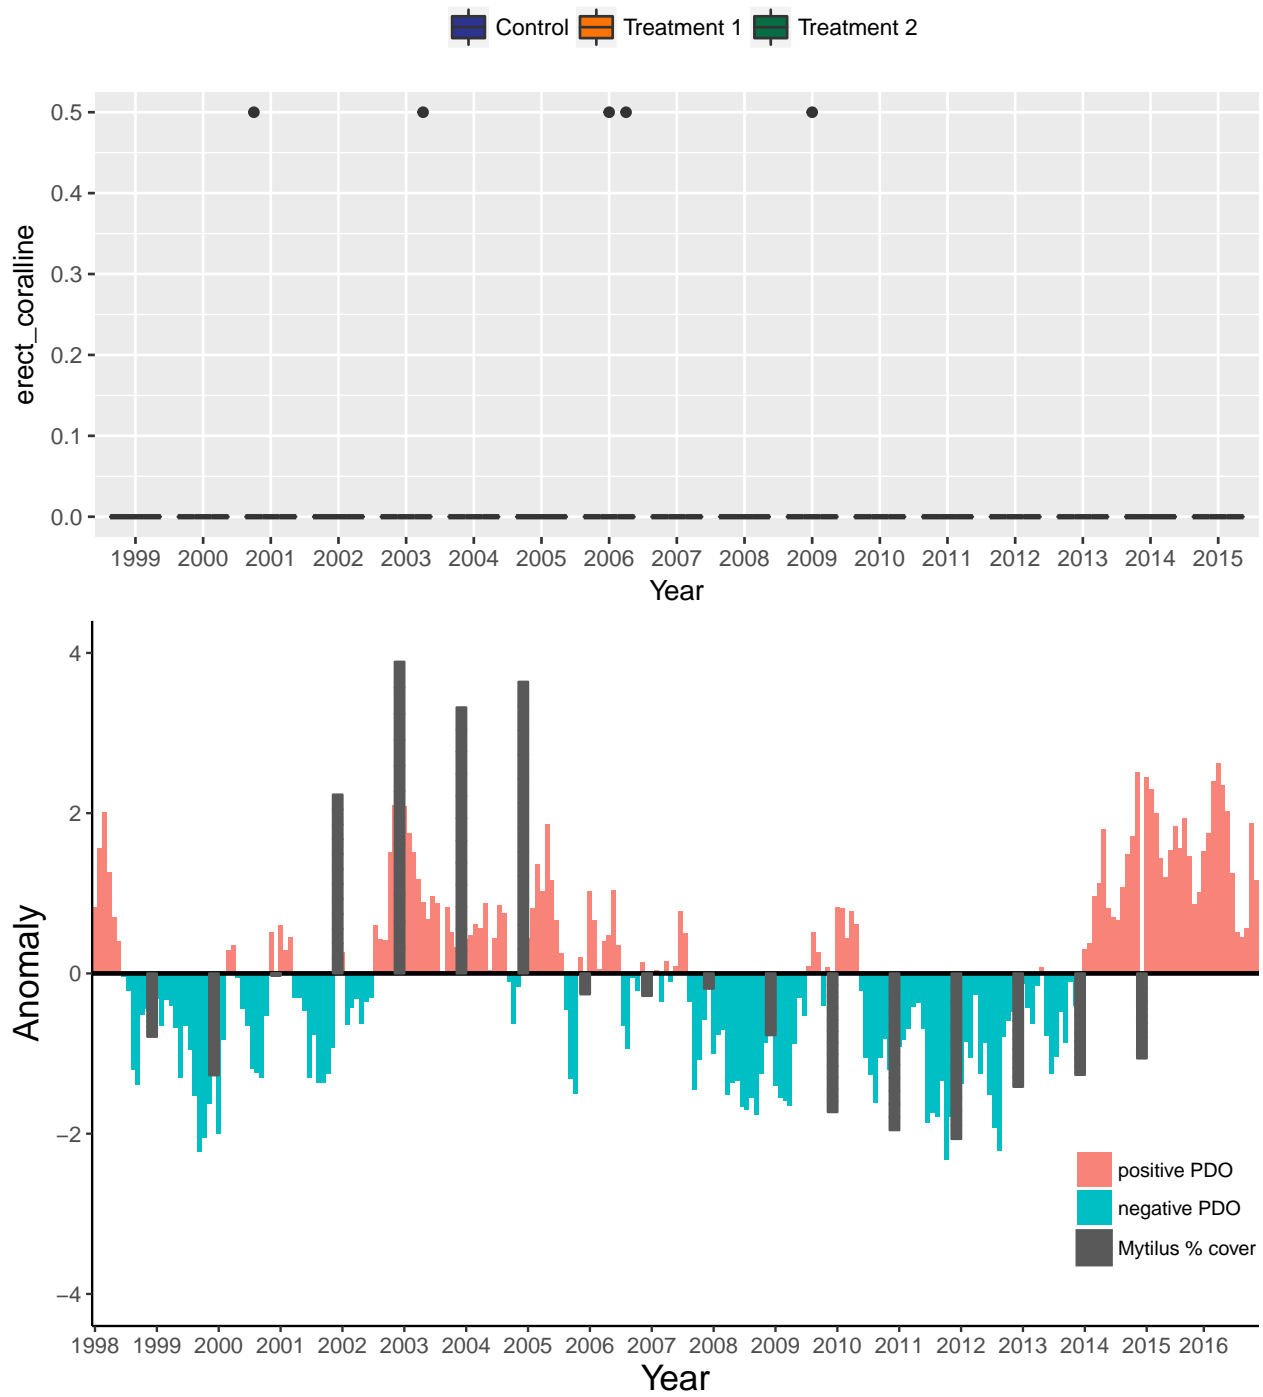 Control Treatment 1 Treatment 2
0.5
0.4
0.3
0.2
0.1
0.0
erect_coralline
1999 2000 2001 2002 2003 2004 2005 2006 2007 2008 2009 2010 2011 2012 2013 2014 2015
Year
4
2
0
−2
−4
Anomaly
positive PDO
negative PDO
Mytilus % cover
1998 1999 2000 2001 2002 2003 2004 2005 2006 2007 2008 2009 2010 2011 2012 2013 2014 2015 2016
Year